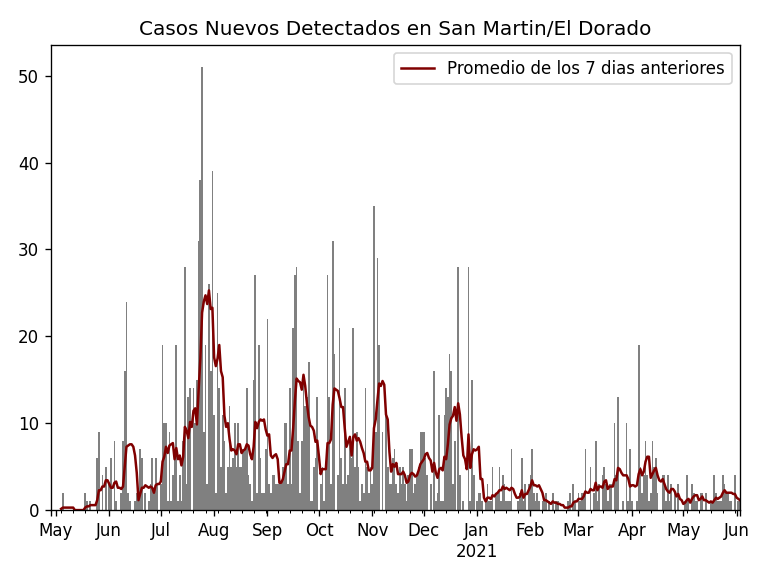 Casos Nuevos Detectados en San Martin/El Dorado
Promedio de los 7 dias anteriores
50
40
30
20
10
0
May Jun Jul Aug Sep Oct Nov Dec Jan Feb Mar Apr May Jun
2021